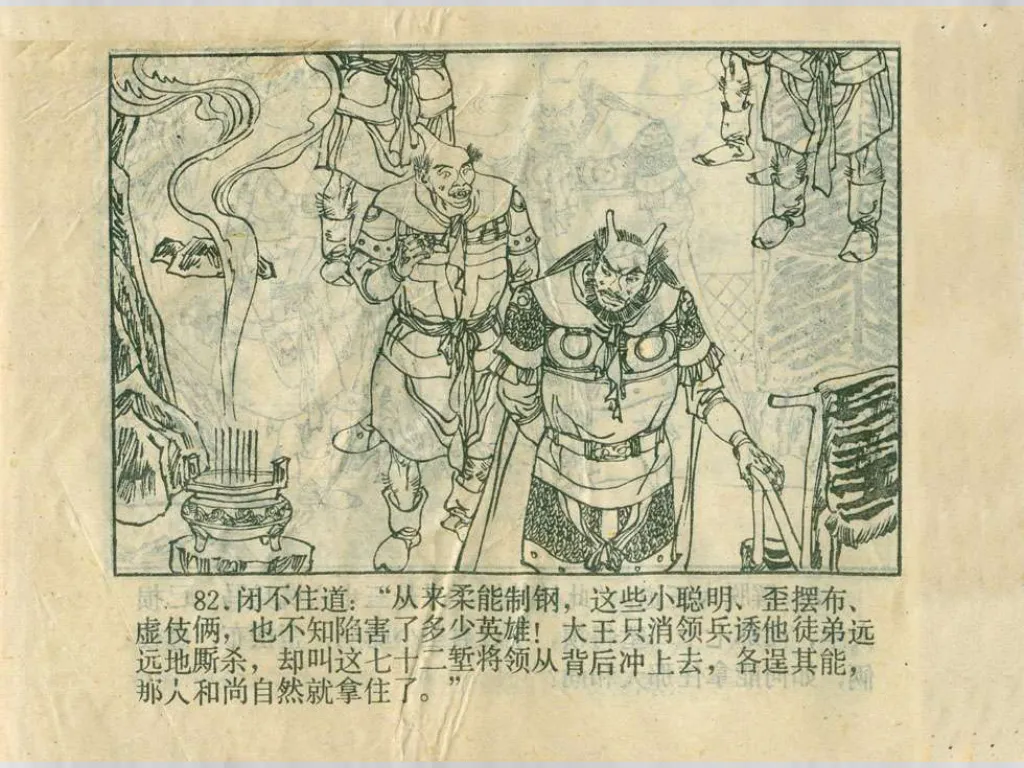 82.闭不住道:“从来柔能制钢，这些小聪明、歪摆布、
虚伎俩，也不知陷害了多少英雄！大王只消领兵诱他徒弟远
远地厮杀，却叫这七十二堑将领从背后冲上去，各逞其能，
那人和尚自然就拿住了。”